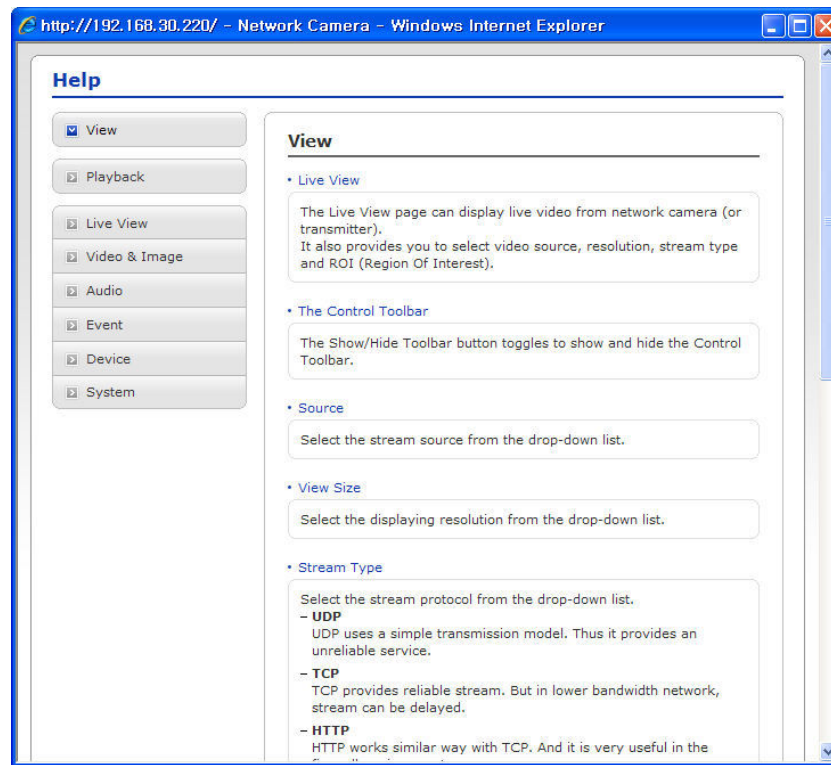 http://192.168.30.220/ - Network Camera - Windows Internet Explorer
Help
View
Playback
Live View
Video & Image
Audio
Event
Device
System
View
• Live View
The Live View page can display live video from network camera (or
transmitter).
It also provides you to select video source, resolution, stream type
and ROI (Region Of Interest).
• The Control Toolbar
The Show/Hide Toolbar button toggles to show and hide the Control
Toolbar.
• Source
Select the stream source from the drop-down list.
• View Size
Select the displaying resolution from the drop-down list.
• Stream Type
Select the stream protocol from the drop-down list.
– UDP
UDP uses a simple transmission model. Thus it provides an
unreliable service.
– TCP
TCP provides reliable stream. But in lower bandwidth network,
stream can be delayed.
– HTTP
HTTP works similar way with TCP. And it is very useful in the